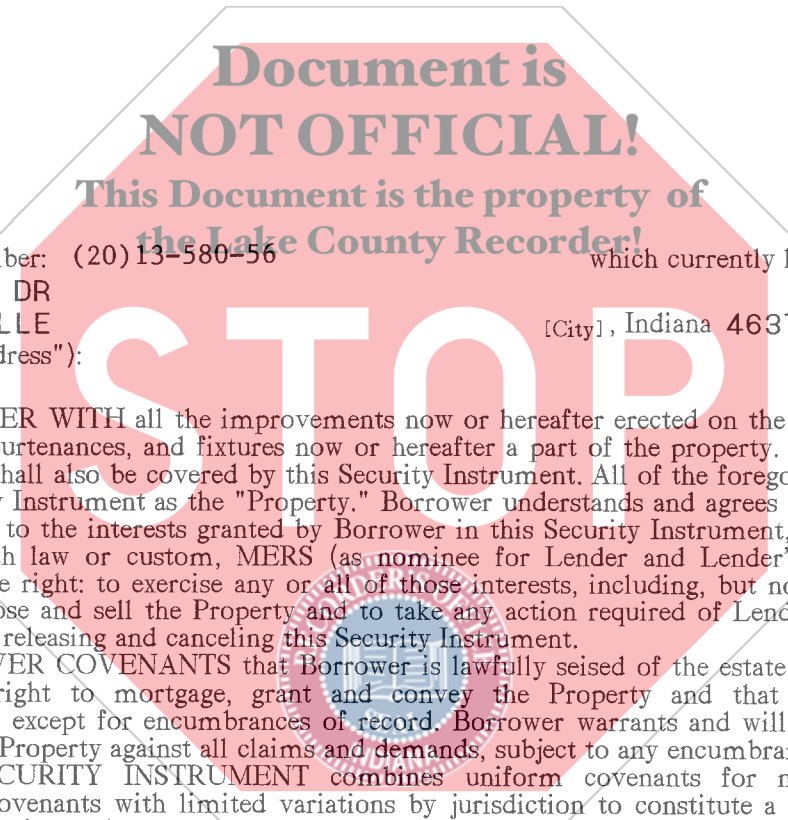 Document is
NOT OFFICIAL!
This Document is the property of
the Lake County Recorder!
ber: (20)13-580-56 which currently
DR
LLE [City], Indiana 4637
dress"):
STOP
ER WITH all the improvements now or hereafter erected on the
urtenances, and fixtures now or hereafter a part of the property.
hall also be covered by this Security Instrument. All of the forego
y Instrument as the "Property." Borrower understands and agrees
to the interests granted by Borrower in this Security Instrument,
th law or custom, MERS (as nominee for Lender and Lender'
e right: to exercise any or all of those interests, including, but no
ose and sell the Property and to take any action required of Lend
releasing and canceling this Security Instrument.
VER COVENANTS that Borrower is lawfully seised of the estate
right to mortgage, grant and convey the Property and that
except for encumbrances of record. Borrower warrants and will
Property against all claims and demands, subject to any encumbra
CURITY INSTRUMENT combines uniform covenants for n
ovenants with limited variations by jurisdiction to constitute a
INDIANA